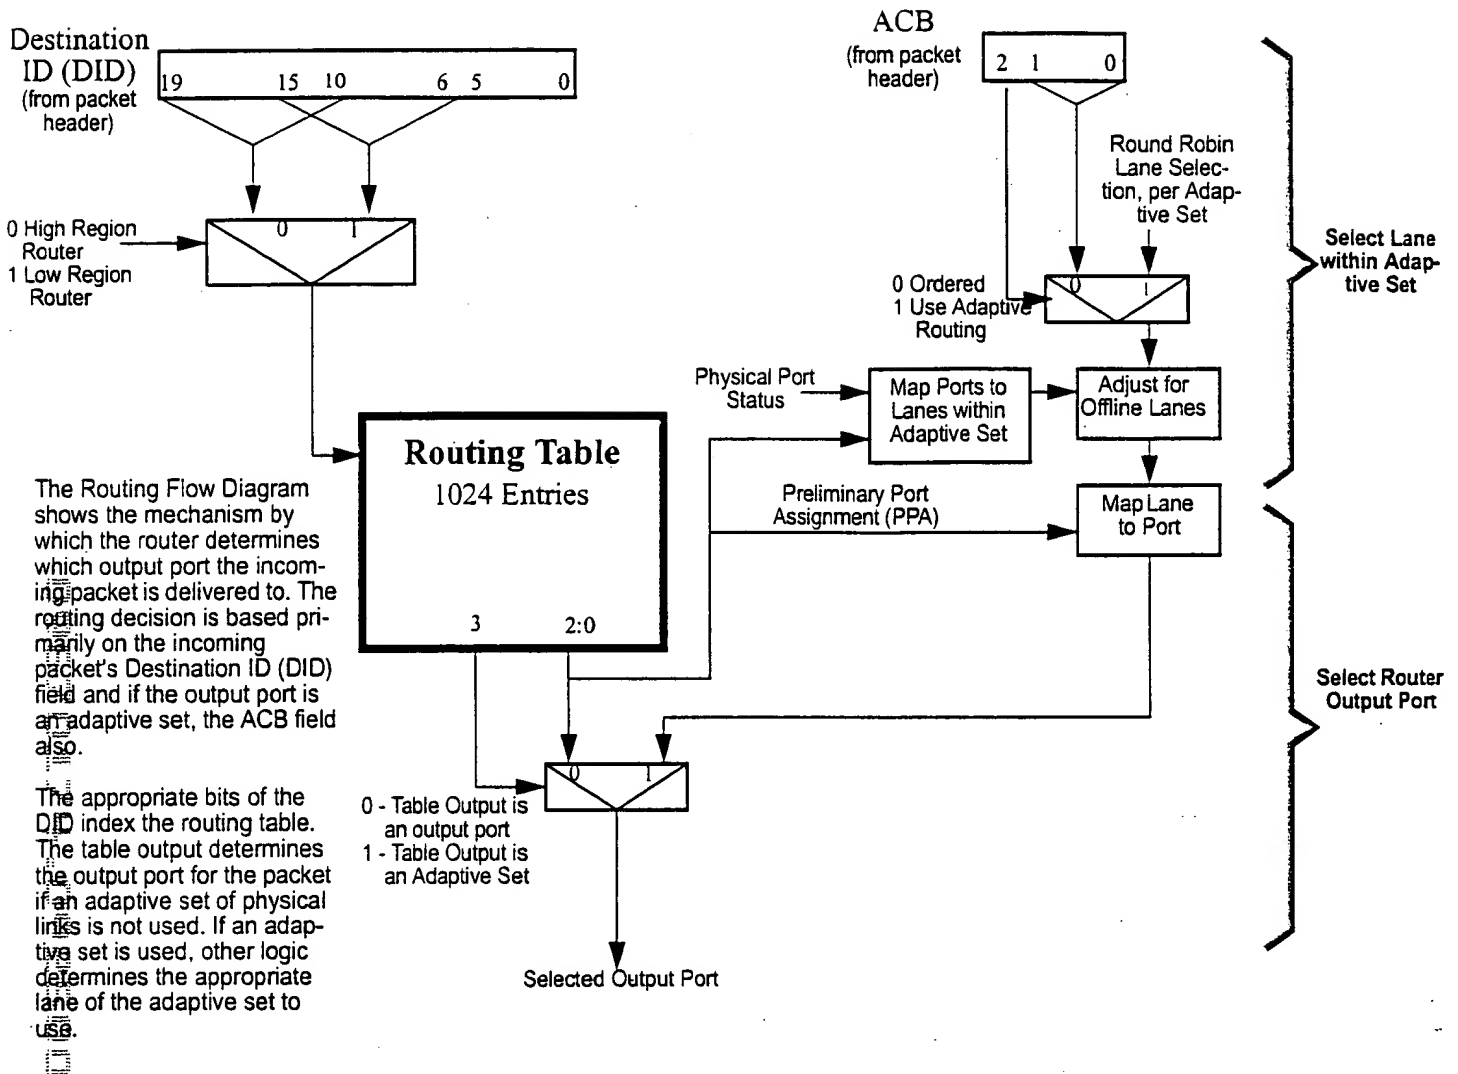 Destination
ID (DID)
(from packet
header)
19 15 10 6 5 0
0 1
0 High Region
Router
1 Low Region
Router
ACB
(from packet
header)
2 1 0
Round Robin
Lane Selec-
tion, per Adap-
tive Set
0 1
0 Ordered
1 Use Adaptive
Routing
Select Lane
within Adap-
tive Set
Physical Port
Status
Map Ports to
Lanes within
Adaptive Set
Adjust for
Offline Lanes
Routing Table
1024 Entries
3 2:0
Preliminary Port
Assignment (PPA)
Map Lane
to Port
Select Router
Output Port
The Routing Flow Diagram
shows the mechanism by
which the router determines
which output port the incom-
ing packet is delivered to. The
routing decision is based pri-
marily on the incoming
packet's Destination ID (DID)
field and if the output port is
an adaptive set, the ACB field
also.
The appropriate bits of the
DID index the routing table.
The table output determines
the output port for the packet
if an adaptive set of physical
links is not used. If an adap-
tive set is used, other logic
determines the appropriate
lane of the adaptive set to
use.
0 1
0 - Table Output is
an output port
1 - Table Output is
an Adaptive Set
Selected Output Port